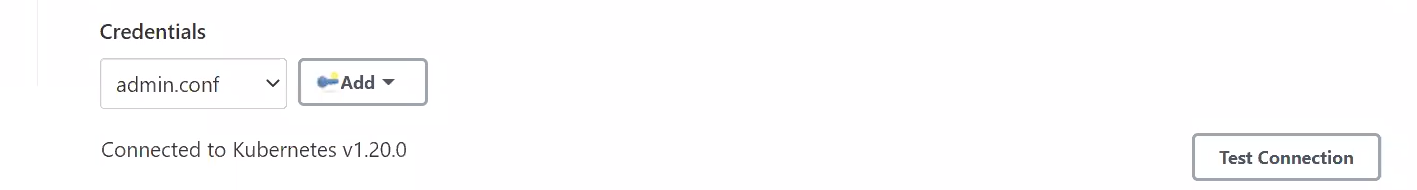 Credentials
admin.conf
Add
Connected to Kubernetes v1.20.0
Test Connection